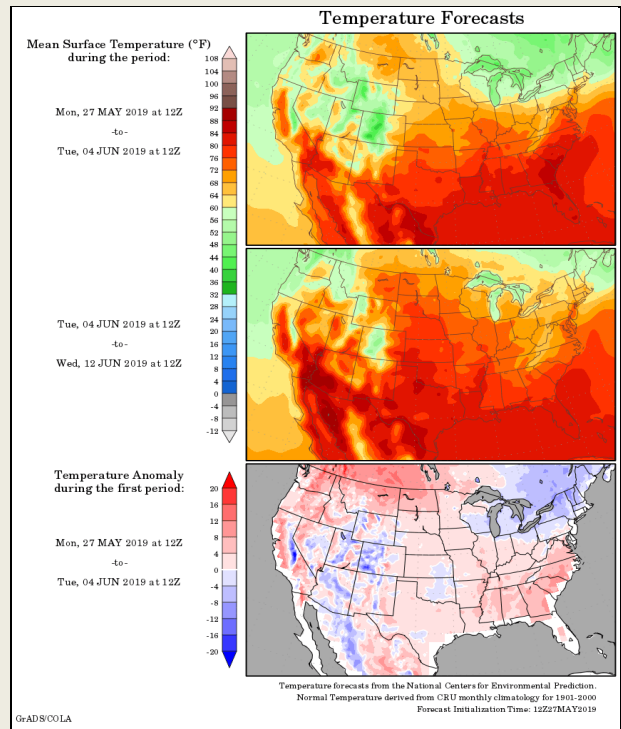 Temperature Forecasts
Mean Surface Temperature (°F)
during the period:
Mon, 27 MAY 2019 at 12Z
-to-
Tue, 04 JUN 2019 at 12Z
108
104
100
96
92
88
84
80
76
72
68
64
60
56
52
48
44
40
36
32
28
24
20
16
12
8
4
0
-4
-8
-12
Tue, 04 JUN 2019 at 12Z
-to-
Wed, 12 JUN 2019 at 12Z
Temperature Anomaly
during the first period:
Mon, 27 MAY 2019 at 12Z
-to-
Tue, 04 JUN 2019 at 12Z
20
16
12
8
4
0
-4
-8
-12
-16
-20
Temperature forecasts from the National Centers for Environmental Prediction.
Normal Temperature derived from CRU monthly climatology for 1901-2000
Forecast Initialization Time: 12Z27MAY2019
GrADS/COLA